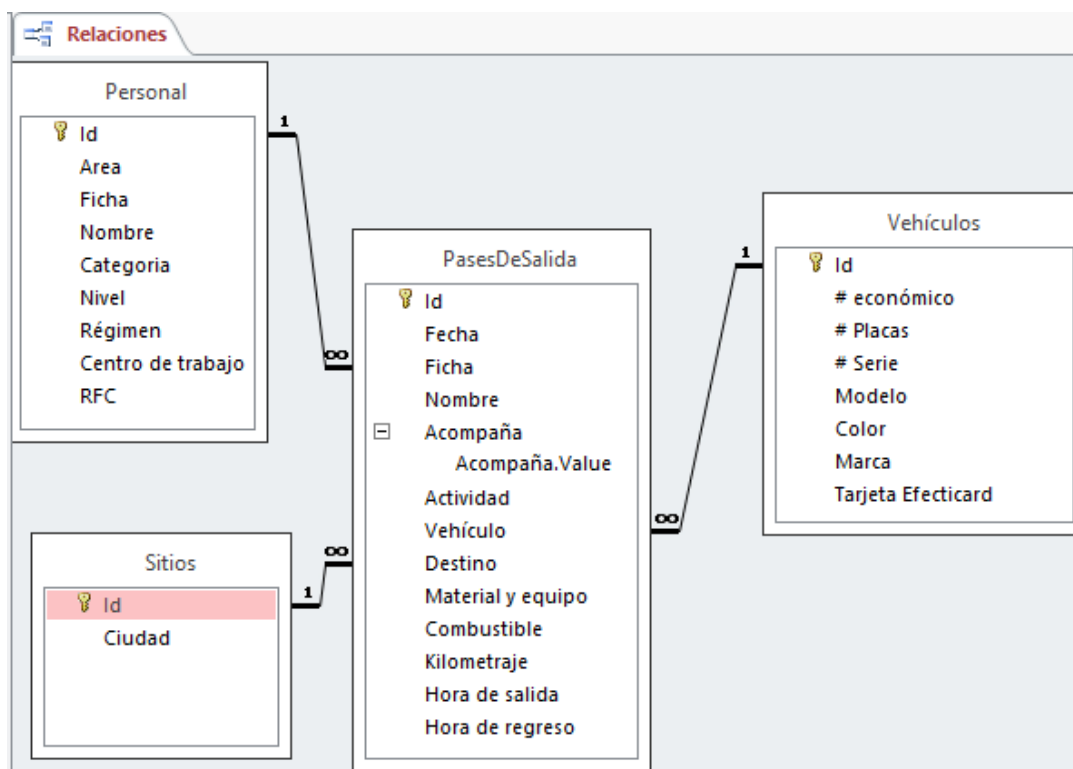 Relaciones
Personal
Id
Area
Ficha
Nombre
Categoria
Nivel
Régimen
Centro de trabajo
RFC
1
∞
PasesDeSalida
Id
Fecha
Ficha
Nombre
Acompaña
Acompaña.Value
Actividad
Vehículo
Destino
Material y equipo
Combustible
Kilometraje
Hora de salida
Hora de regreso
Vehículos
Id
# económico
# Placas
# Serie
Modelo
Color
Marca
Tarjeta Efecticard
1
∞
Sitios
Id
Ciudad
1
∞